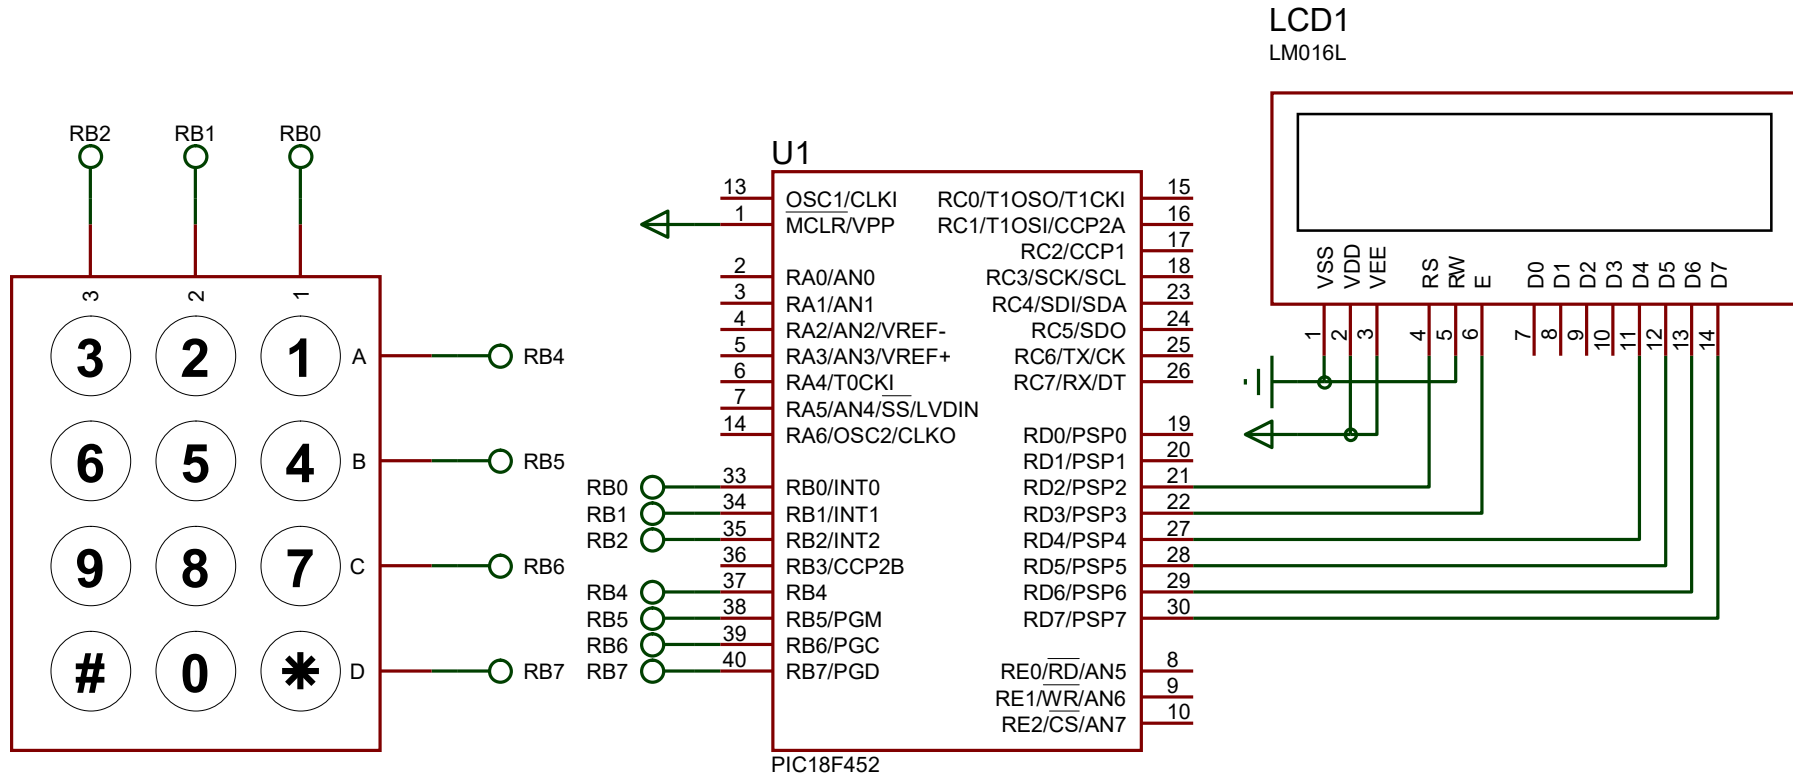 LCD1
LM016L
RB2 RB1 RB0
3 2 1
3 2 1 A RB4
6 5 4 B RB5
9 8 7 C RB6
# 0 * D RB7
U1
13 OSC1/CLKI RC0/T1OSO/T1CKI 15
1 MCLR/VPP RC1/T1OSI/CCP2A 16
RC2/CCP1 17
2 RA0/AN0 RC3/SCK/SCL 18
3 RA1/AN1 RC4/SDI/SDA 23
4 RA2/AN2/VREF- RC5/SDO 24
5 RA3/AN3/VREF+ RC6/TX/CK 25
6 RA4/T0CKI RC7/RX/DT 26
7 RA5/AN4/SS/LVDIN
14 RA6/OSC2/CLKO RD0/PSP0 19
RD1/PSP1 20
RB0 33 RB0/INT0 RD2/PSP2 21
RB1 34 RB1/INT1 RD3/PSP3 22
RB2 35 RB2/INT2 RD4/PSP4 27
36 RB3/CCP2B RD5/PSP5 28
RB4 37 RB4 RD6/PSP6 29
RB5 38 RB5/PGM RD7/PSP7 30
RB6 39 RB6/PGC
RB7 40 RB7/PGD RE0/RD/AN5 8
RE1/WR/AN6 9
RE2/CS/AN7 10
PIC18F452
VSS VDD VEE RS RW E D0 D1 D2 D3 D4 D5 D6 D7
1 2 3 4 5 6 7 8 9 10 11 12 13 14